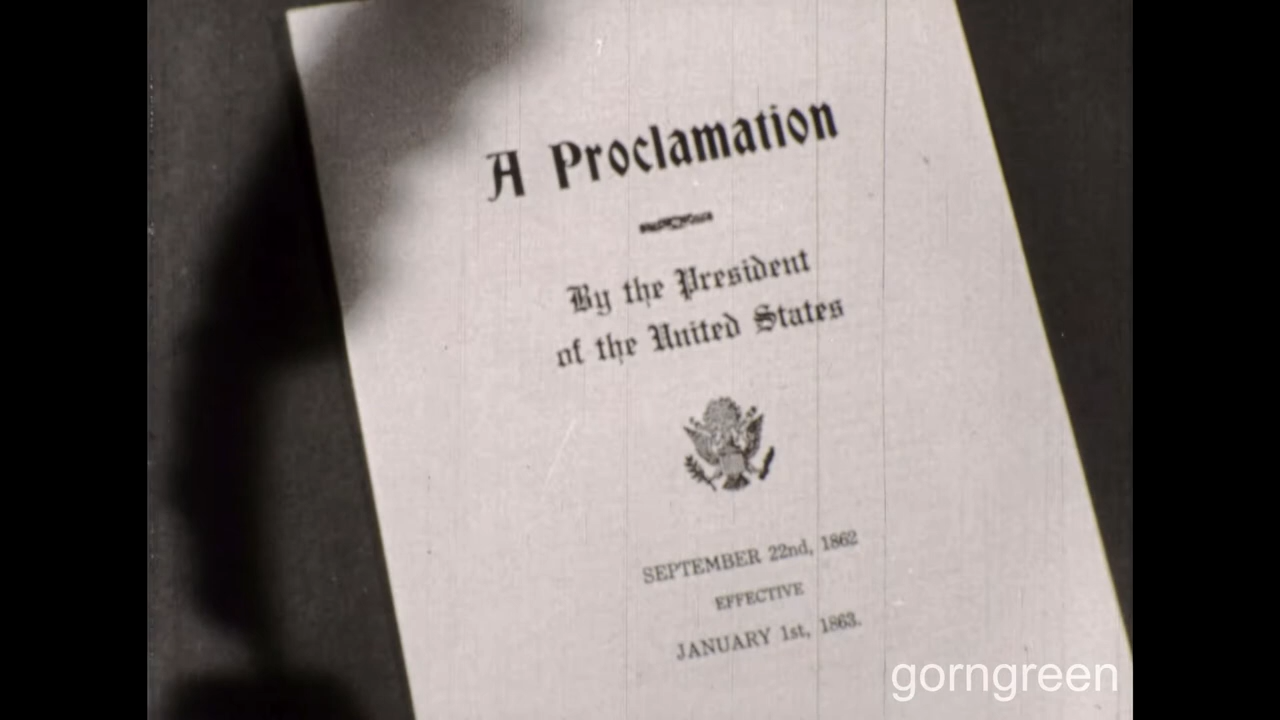 A Proclamation
By the President
of the United States
SEPTEMBER 22nd, 1862
EFFECTIVE
JANUARY 1st, 1863.
gorngreen